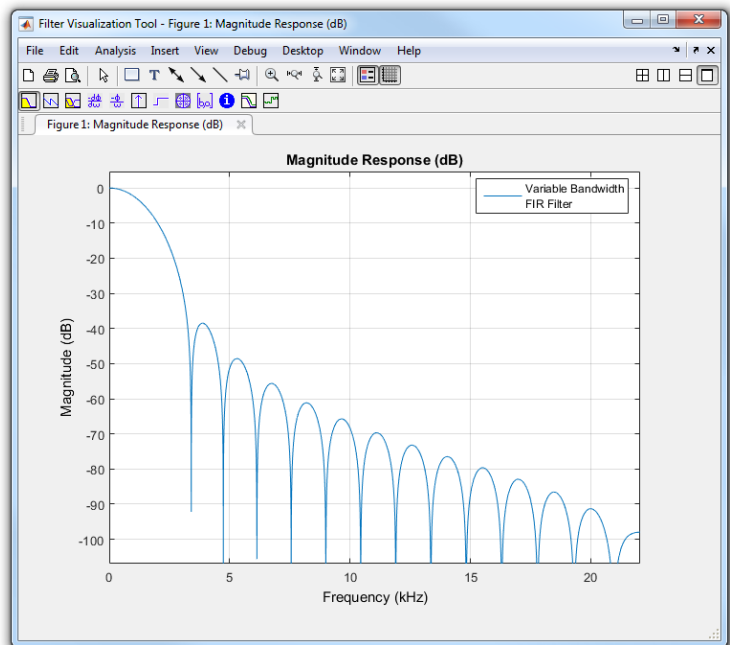 Filter Visualization Tool - Figure 1: Magnitude Response (dB)
File Edit Analysis Insert View Debug Desktop Window Help
T
Figure 1: Magnitude Response (dB)
Magnitude Response (dB)
Variable Bandwidth
FIR Filter
0
-10
-20
-30
-40
-50
-60
-70
-80
-90
-100
Magnitude (dB)
0 5 10 15 20
Frequency (kHz)